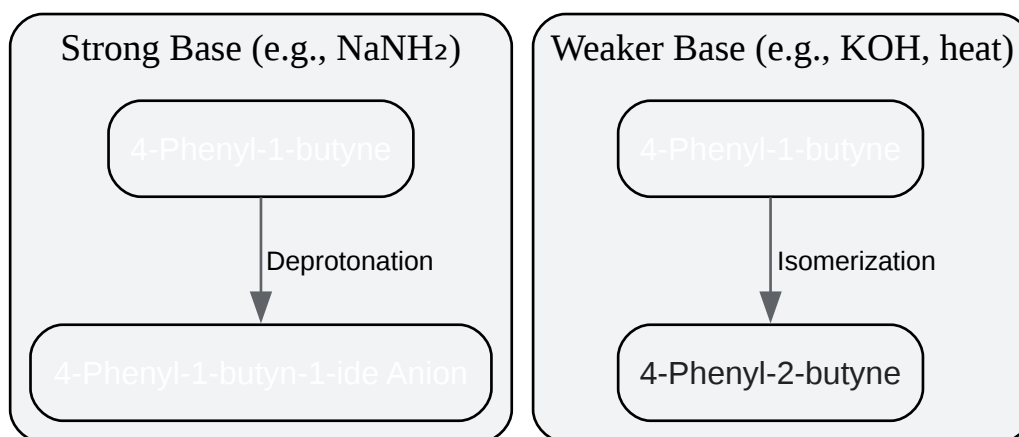 Strong Base (e.g., NaNH₂)
4-Phenyl-1-butyne
Deprotonation
4-Phenyl-1-butyn-1-ide Anion
Weaker Base (e.g., KOH, heat)
4-Phenyl-1-butyne
Isomerization
4-Phenyl-2-butyne